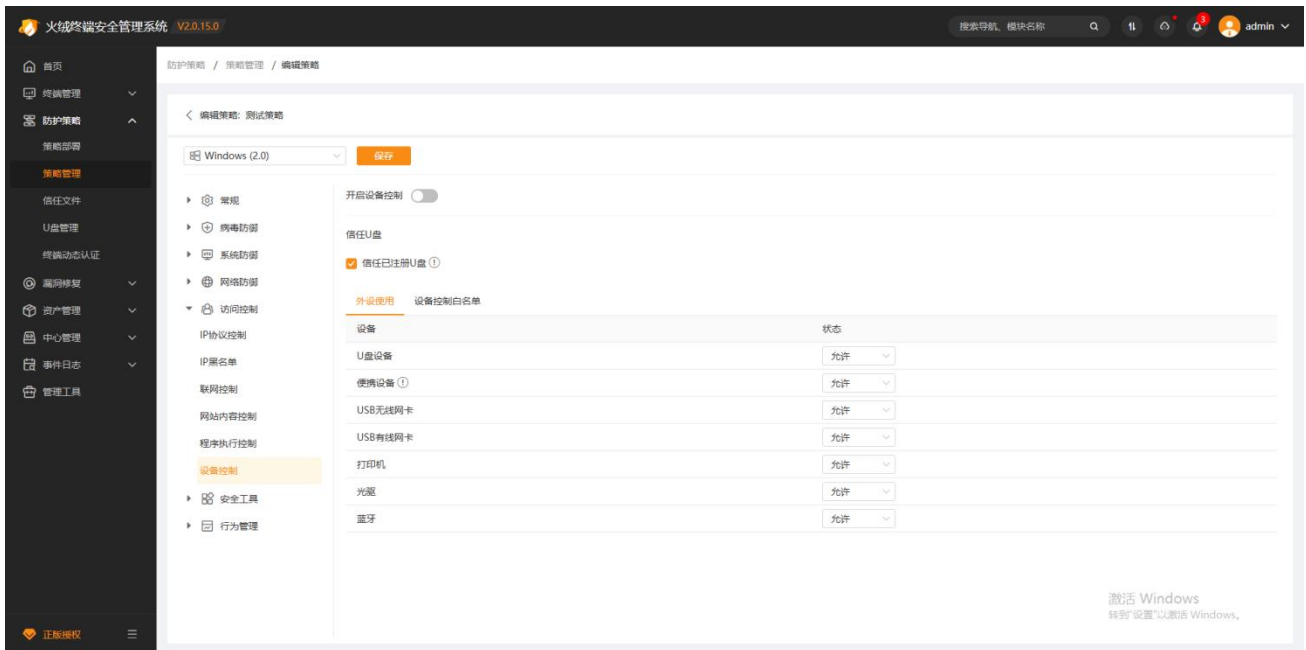 火绒终端安全管理系统 V2.0.15.0
搜索导航、模块名称
3
admin
首页
终端管理
防护策略
策略部署
策略管理
信任文件
U盘管理
终端动态认证
漏洞修复
资产管理
中心管理
事件日志
管理工具
正版授权
防护策略 / 策略管理 / 编辑策略
编辑策略: 测试策略
Windows (2.0)
保存
常规
病毒防御
系统防御
网络防御
访问控制
IP协议控制
IP黑名单
联网控制
网站内容控制
程序执行控制
设备控制
安全工具
行为管理
开启设备控制
信任U盘
信任已注册U盘
外设使用 设备控制白名单
设备 状态
U盘设备 允许
便携设备 允许
USB无线网卡 允许
USB有线网卡 允许
打印机 允许
光驱 允许
蓝牙 允许
激活 Windows
转到"设置"以激活 Windows。